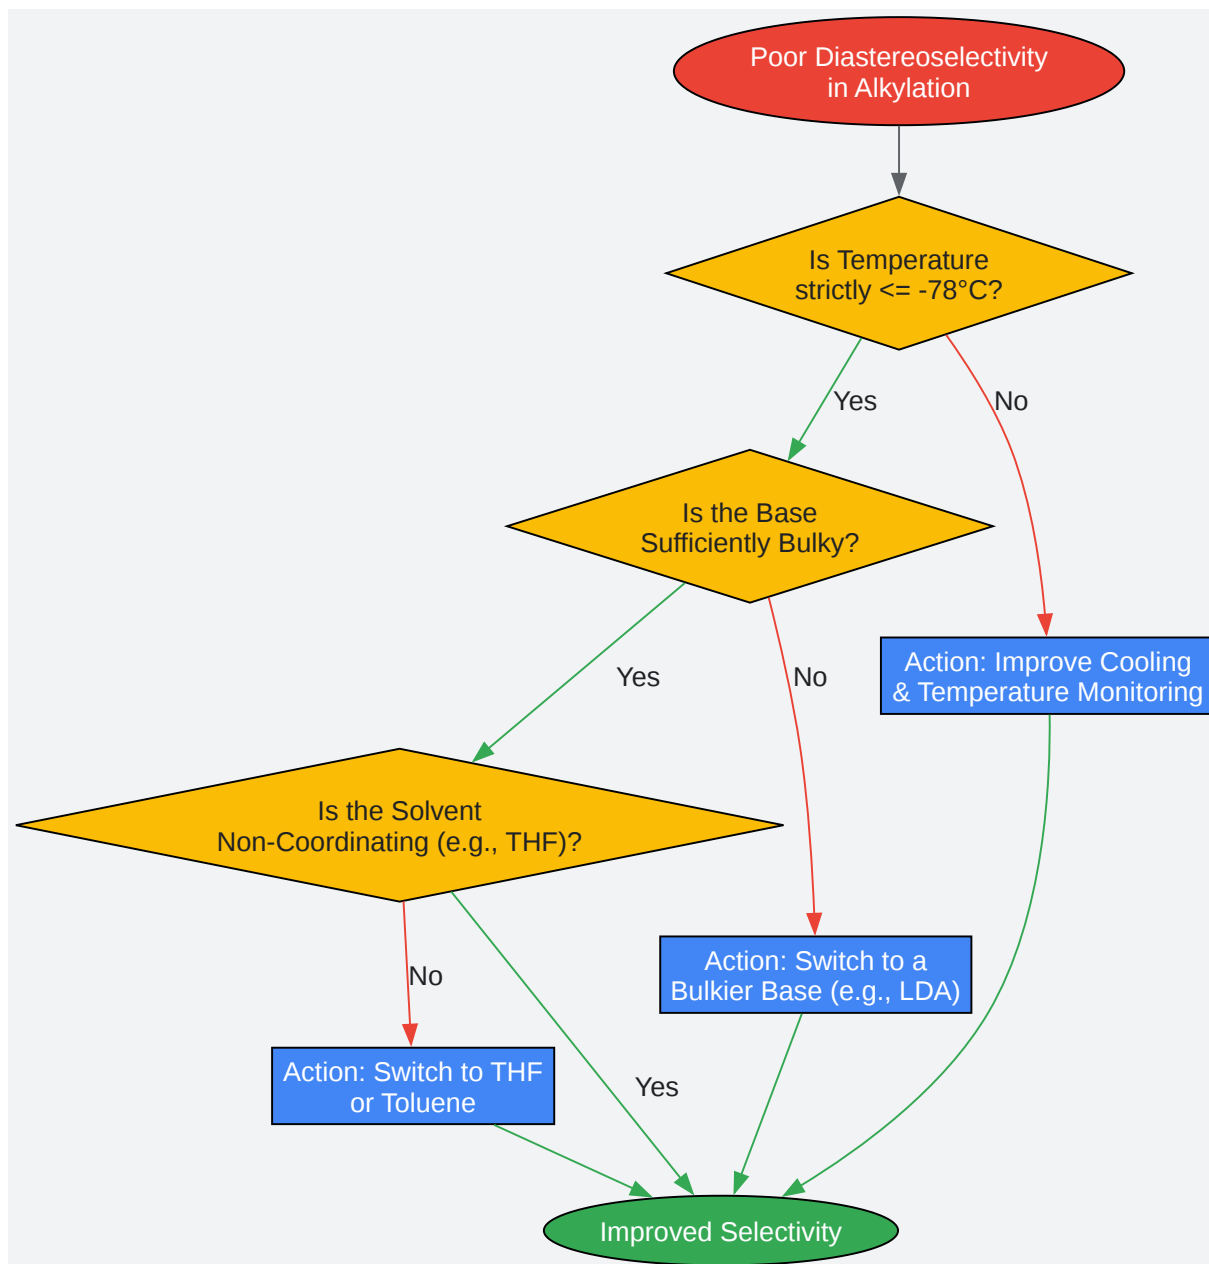 Poor Diastereoselectivity
in Alkylation
Is Temperature
strictly <= -78°C?
Yes
No
Is the Base
Sufficiently Bulky?
Yes
No
Action: Improve Cooling
& Temperature Monitoring
Is the Solvent
Non-Coordinating (e.g., THF)?
No
Yes
Action: Switch to a
Bulkier Base (e.g., LDA)
Action: Switch to THF
or Toluene
Improved Selectivity